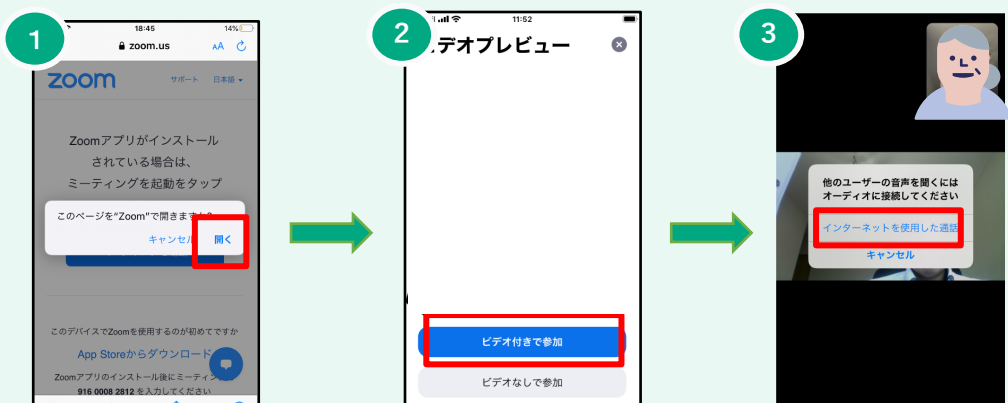 1
18:45
14%
zoom.us
AA
zoom
サポート 日本語
Zoomアプリがインストール
されている場合は、
ミーティングを起動をタップ
このページを"Zoom"で開きますか?
キャンセル 開く
このデバイスでZoomを使用するのが初めてですか
App Storeからダウンロード
Zoomアプリのインストール後にミーティン
916 0008 2812 を入力してください
2
11:52
デオプレビュー
ビデオ付きで参加
ビデオなしで参加
3
他のユーザーの音声を聞くには
オーディオに接続してください
インターネットを使用した通話
キャンセル